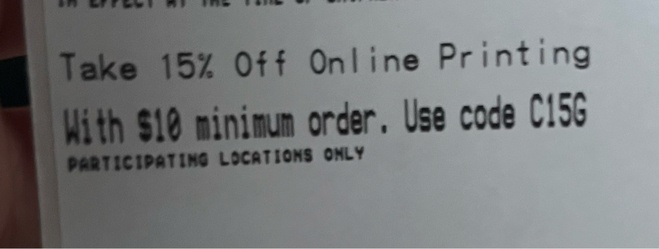 Take 15% Off Online Printing
With $10 minimum order. Use code C15G
PARTICIPATING LOCATIONS ONLY